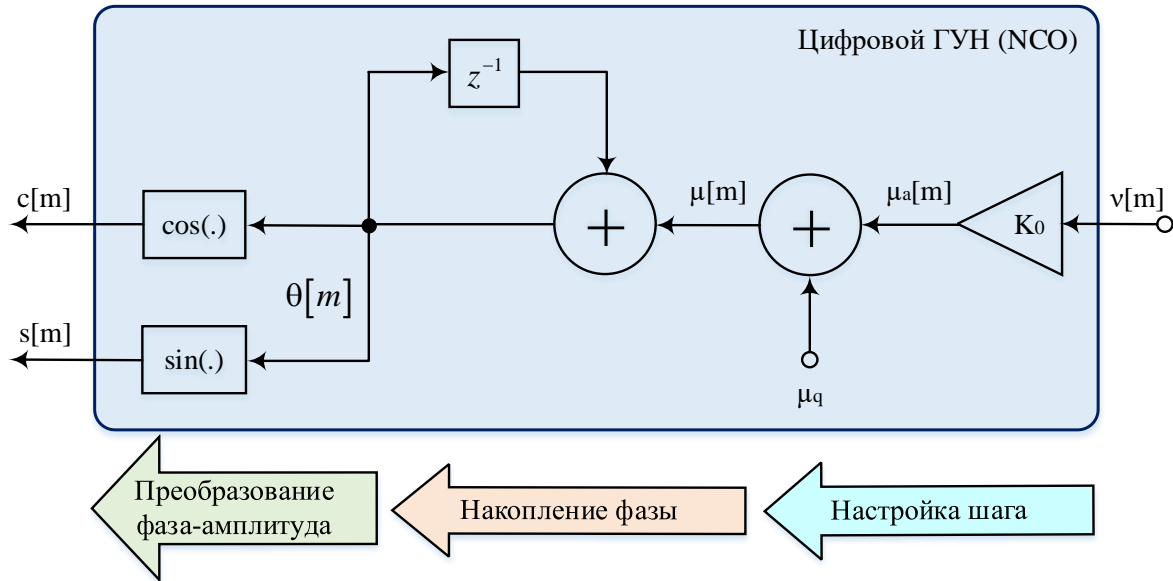 Цифровой ГУН (NCO)
z⁻¹
c[m]
cos(.)
+
μ[m]
+
μa[m]
K0
ν[m]
θ[m]
s[m]
sin(.)
μq
Преобразование
фаза-амплитуда
Накопление фазы
Настройка шага